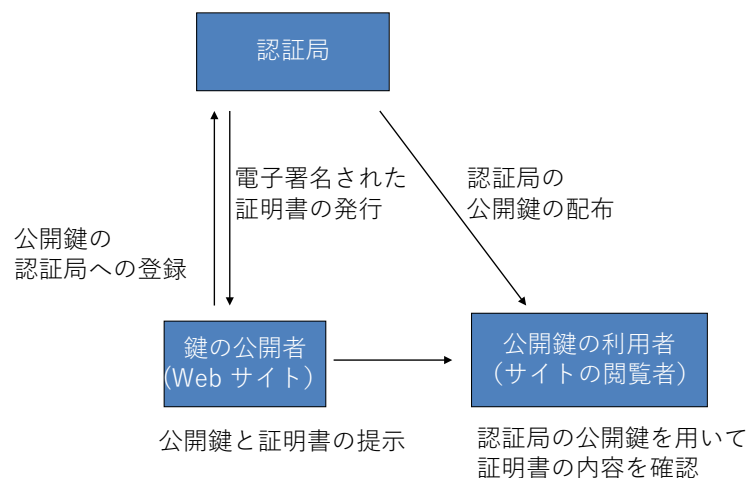 認証局
電子署名された
証明書の発行
認証局の
公開鍵の配布
公開鍵の
認証局への登録
鍵の公開者
(Web サイト）
公開鍵の利用者
（サイトの閲覧者）
公開鍵と証明書の提示
認証局の公開鍵を用いて
証明書の内容を確認